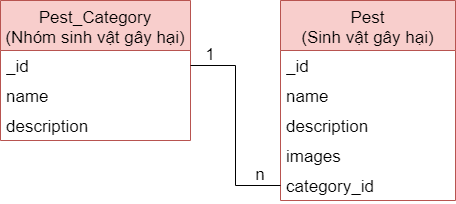 Pest_Category
(Nhóm sinh vật gây hại)
_id
name
description
1
n
Pest
(Sinh vật gây hại)
_id
name
description
images
category_id